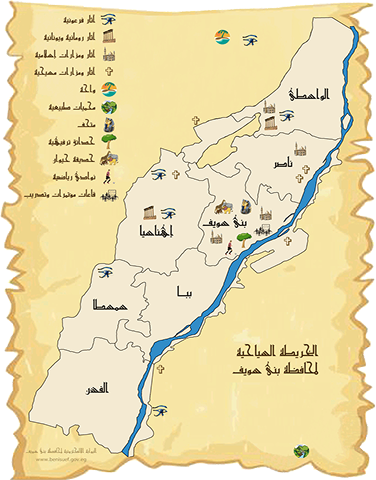 آثار فرعونية
آثار رومانية ويونانية
آثار ومزارات إسلامية
آثار ومزارات مسيحية
واحة
محميات طبيعية
متحف
حدائق ترفيهية
حديقة حيوان
نوادي رياضية
قاعات مؤتمرات وتدريب
الواسطى
ناصر
بني سويف
إهناسيا
ببا
سمسطا
الفشن
الخريطة السياحية
لمحافظة بني سويف
البوابة الإلكترونية لمحافظة بني سويف
www.benisuef.gov.eg